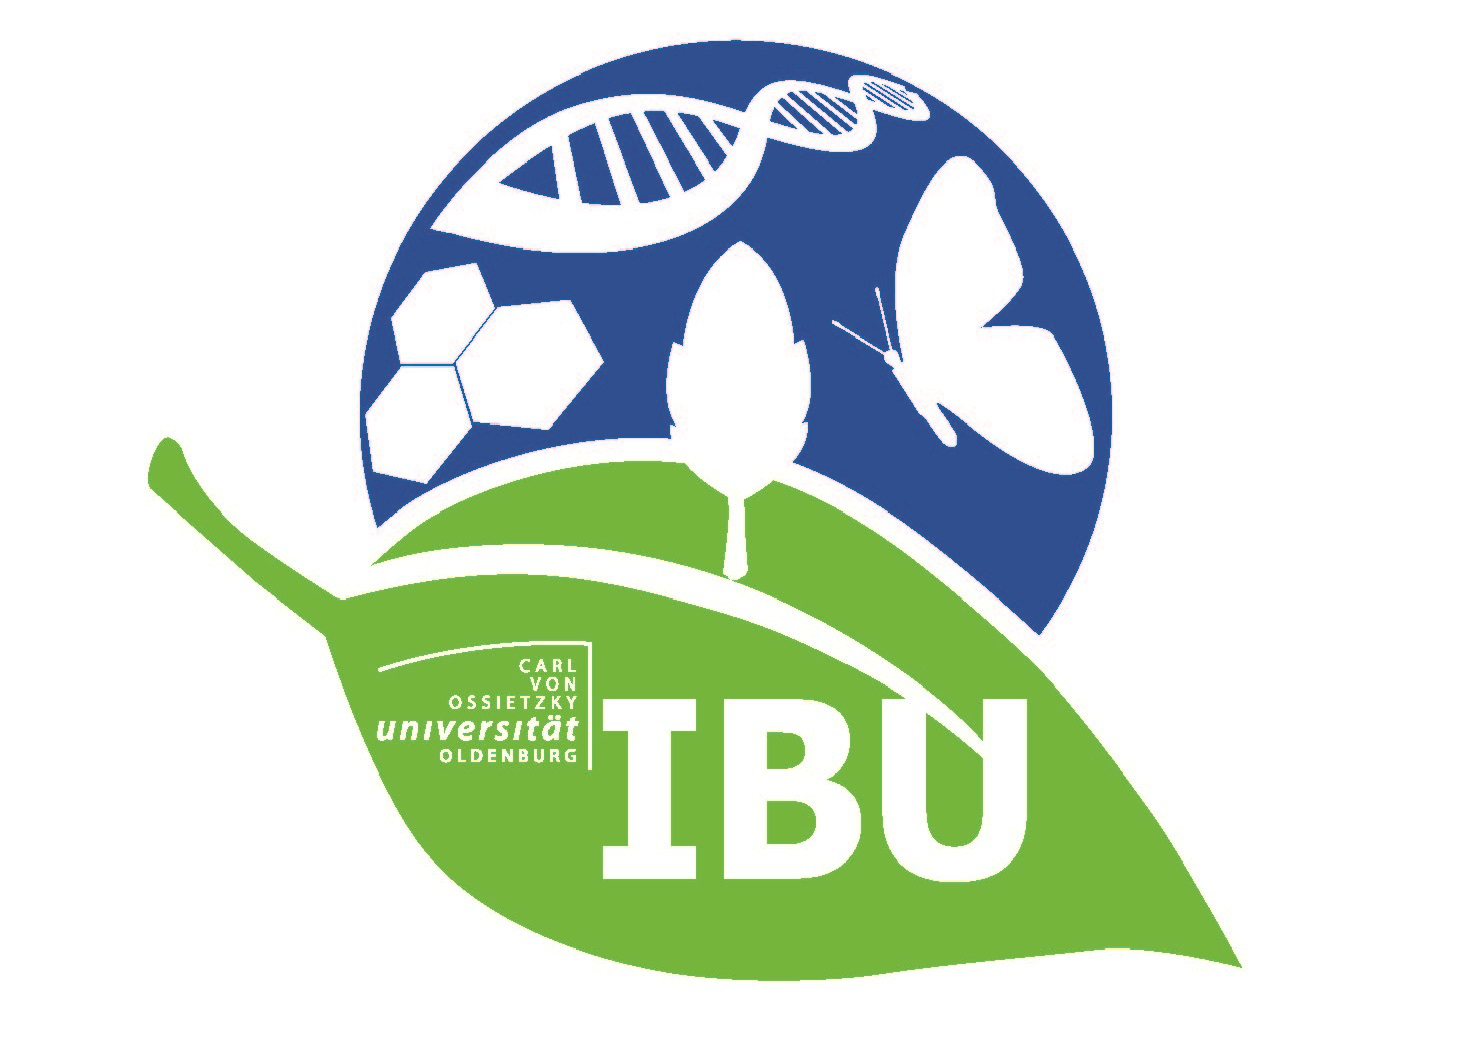 CARL
VON
OSSIETZKY
universität
OLDENBURG
IBU